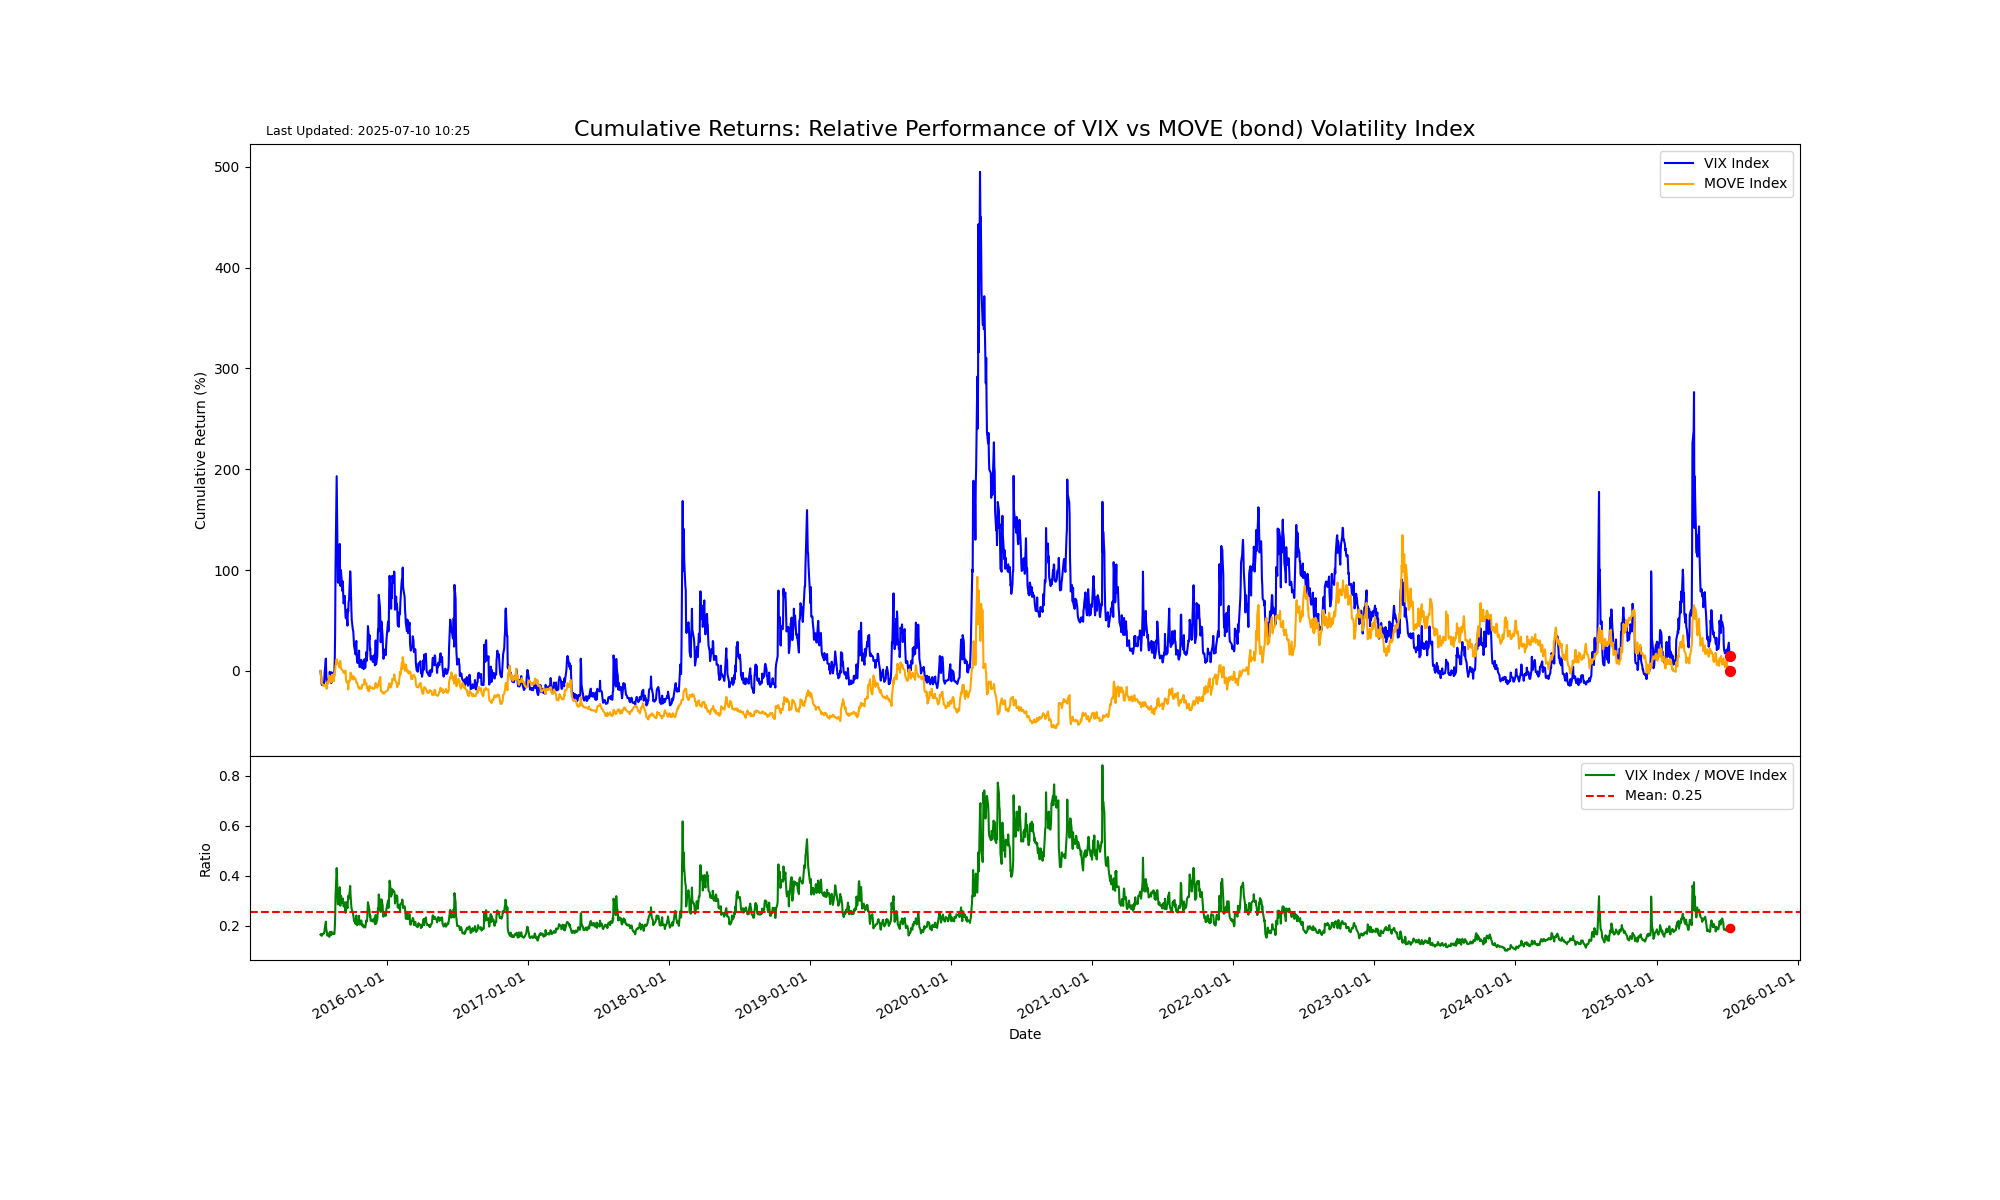 Last Updated: 2025-07-10 10:25
Cumulative Returns: Relative Performance of VIX vs MOVE (bond) Volatility Index
VIX Index
MOVE Index
Cumulative Return (%)
500
400
300
200
100
0
VIX Index / MOVE Index
Mean: 0.25
Ratio
0.8
0.6
0.4
0.2
2016-01-01
2017-01-01
2018-01-01
2019-01-01
2020-01-01
2021-01-01
2022-01-01
2023-01-01
2024-01-01
2025-01-01
2026-01-01
Date